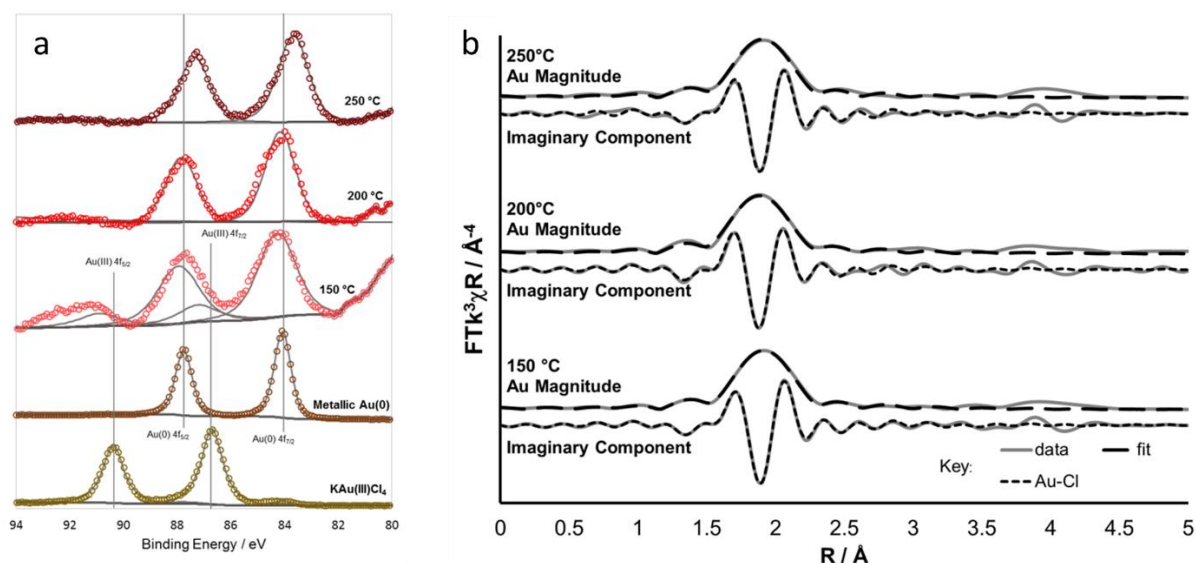 a
250 °C
200 °C
Au(III) 4f7/2
Au(III) 4f5/2
150 °C
Metallic Au(0)
Au(0) 4f5/2
Au(0) 4f7/2
KAu(III)Cl4
94 92 90 88 86 84 82 80
Binding Energy / eV
b
FTk³χR / Å-4
250°C
Au Magnitude
Imaginary Component
200°C
Au Magnitude
Imaginary Component
150 °C
Au Magnitude
Imaginary Component
Key:
data
fit
Au-Cl
0 0.5 1 1.5 2 2.5 3 3.5 4 4.5 5
R / Å